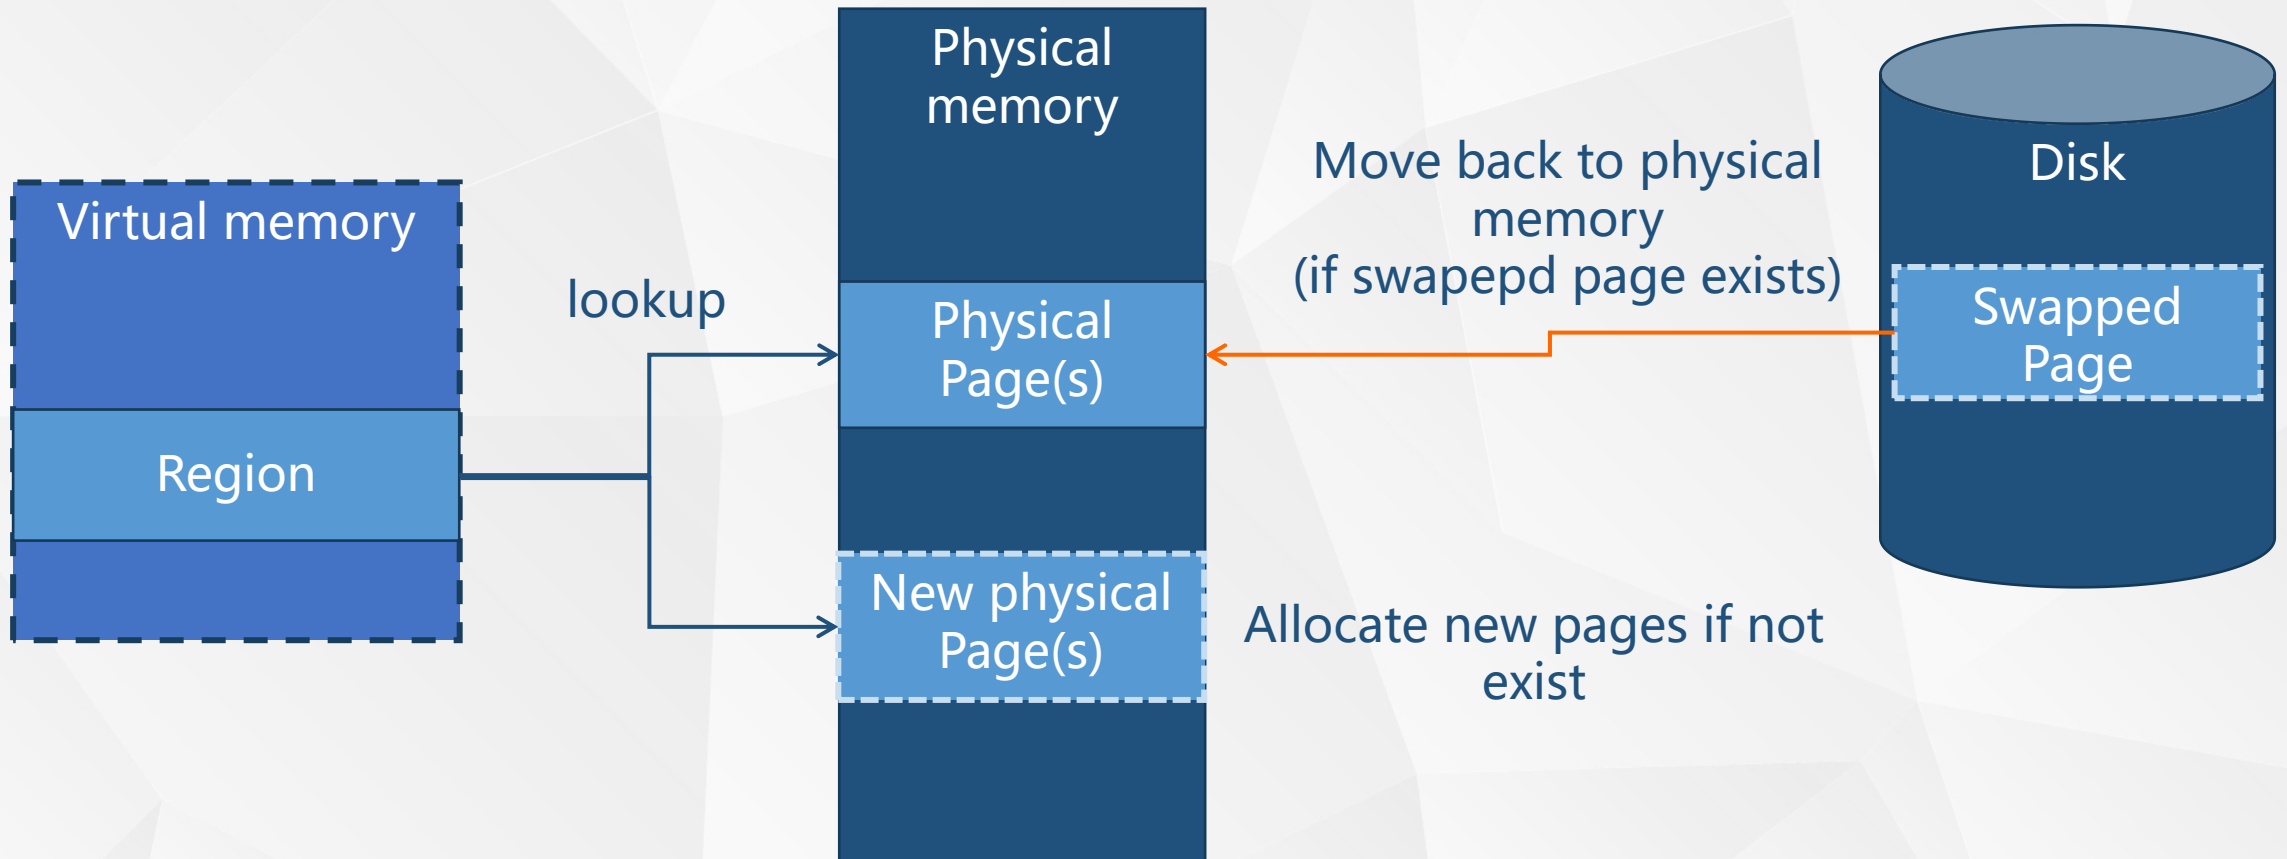 Virtual memory
Region
lookup
Physical
memory
Physical
Page(s)
New physical
Page(s)
Move back to physical
memory
(if swapepd page exists)
Allocate new pages if not
exist
Disk
Swapped
Page